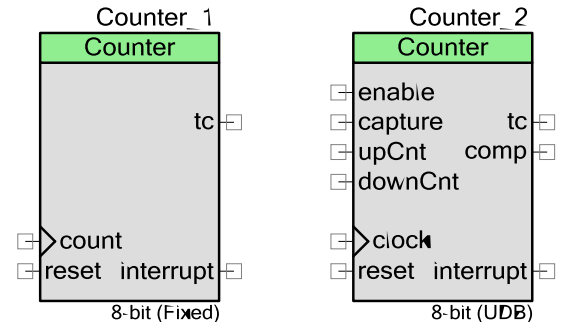 Counter_1
Counter
tc
count
reset interrupt
8-bit (Fixed)
Counter_2
Counter
enable
capture tc
upCnt comp
downCnt
clock
reset interrupt
8-bit (UDB)